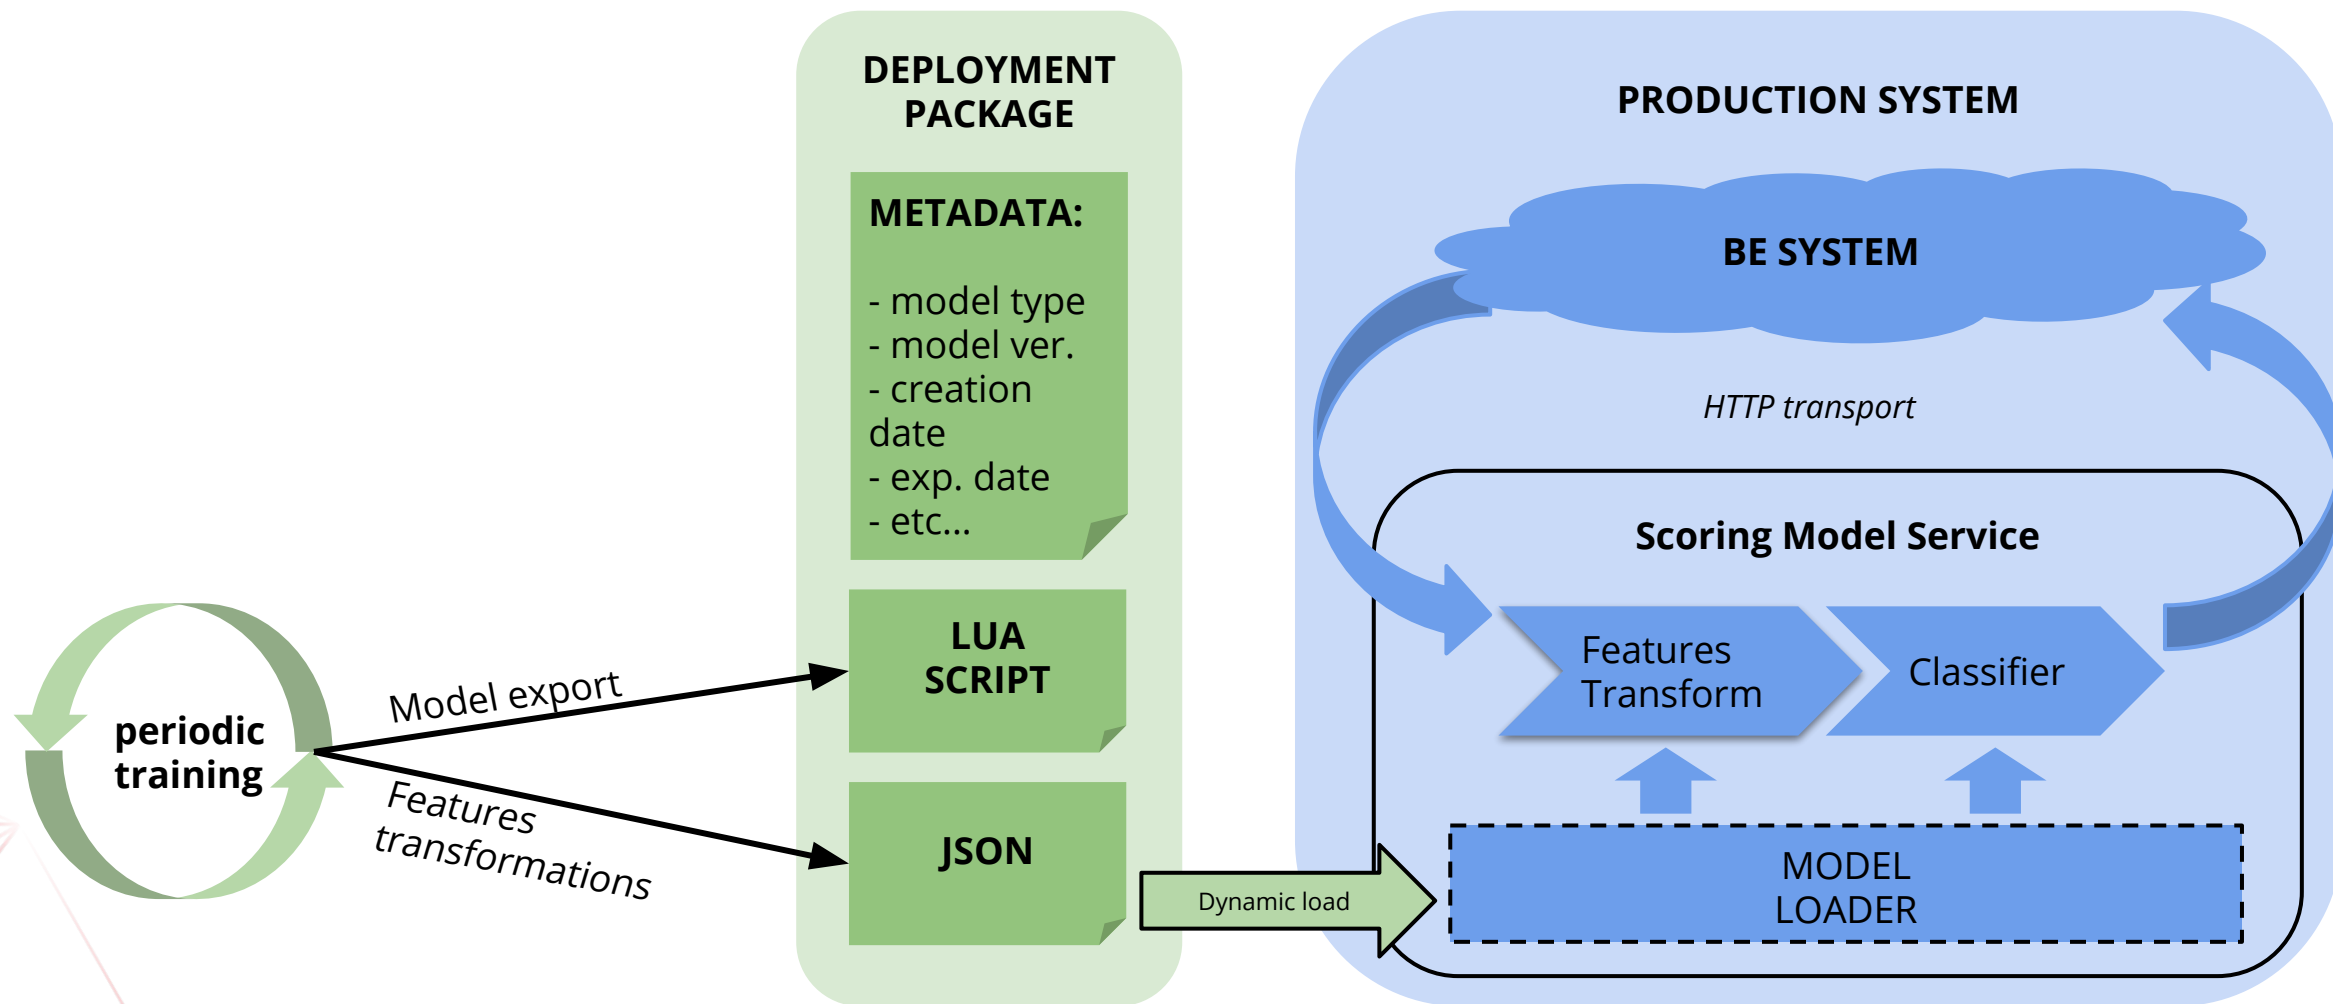 DEPLOYMENT
PACKAGE
METADATA:
- model type
- model ver.
- creation
date
- exp. date
- etc...
LUA
SCRIPT
JSON
periodic
training
Model export
Features
transformations
Dynamic load
PRODUCTION SYSTEM
BE SYSTEM
HTTP transport
Scoring Model Service
Features
Transform
Classifier
MODEL
LOADER